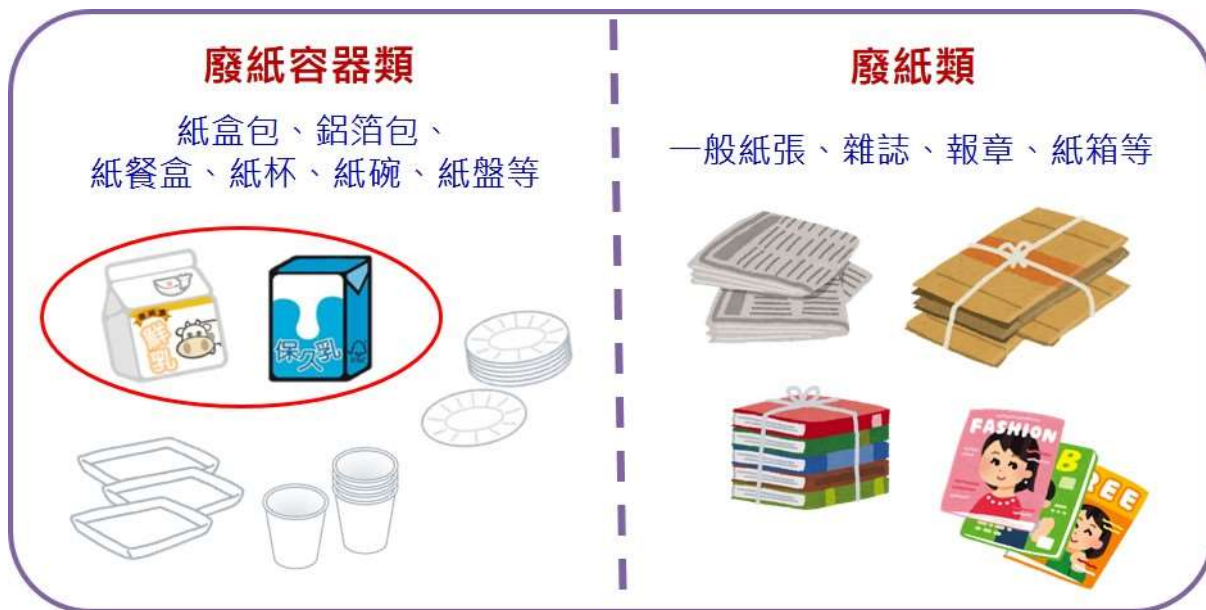 廢紙容器類
紙盒包、鋁箔包、
紙餐盒、紙杯、紙碗、紙盤等
鮮乳
保久乳
廢紙類
一般紙張、雜誌、報章、紙箱等
FASHION
B
REE